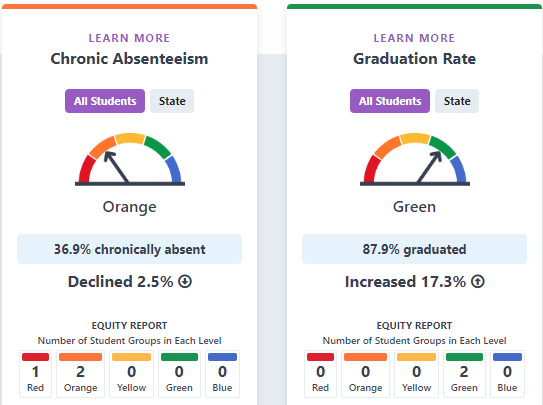 LEARN MORE
Chronic Absenteeism
All Students State
Orange
36.9% chronically absent
Declined 2.5%
EQUITY REPORT
Number of Student Groups in Each Level
1 2 0 0 0
Red Orange Yellow Green Blue
LEARN MORE
Graduation Rate
All Students State
Green
87.9% graduated
Increased 17.3%
EQUITY REPORT
Number of Student Groups in Each Level
0 0 0 2 0
Red Orange Yellow Green Blue